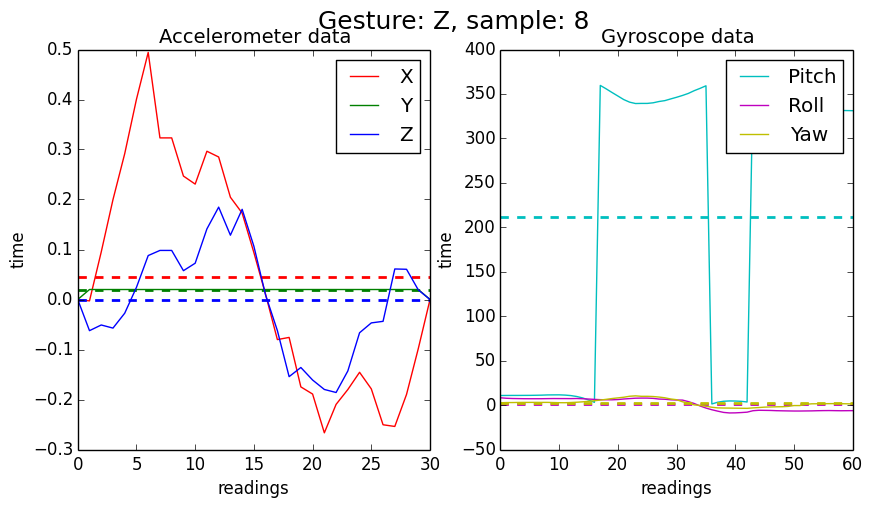 Gesture: Z, sample: 8
Accelerometer data
0.5
0.4
0.3
0.2
0.1
0.0
−0.1
−0.2
−0.3
time
0
5
10
15
20
25
30
readings
X
Y
Z
Gyroscope data
400
350
300
250
200
150
100
50
0
−50
time
0
10
20
30
40
50
60
readings
Pitch
Roll
Yaw